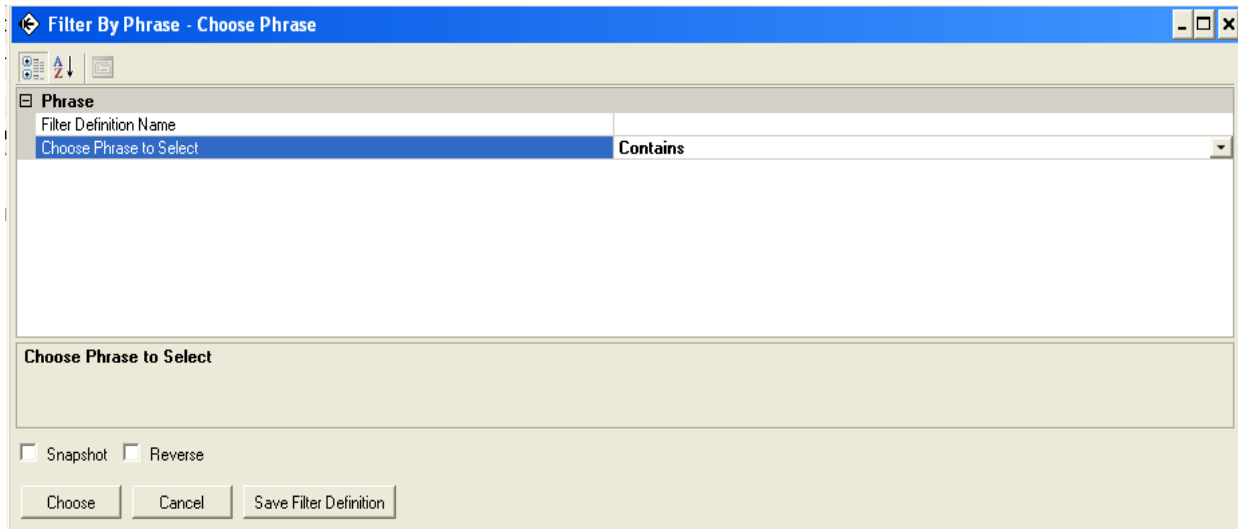 Filter By Phrase - Choose Phrase
Phrase
Filter Definition Name
Choose Phrase to Select Contains
Choose Phrase to Select
Snapshot Reverse
Choose Cancel Save Filter Definition